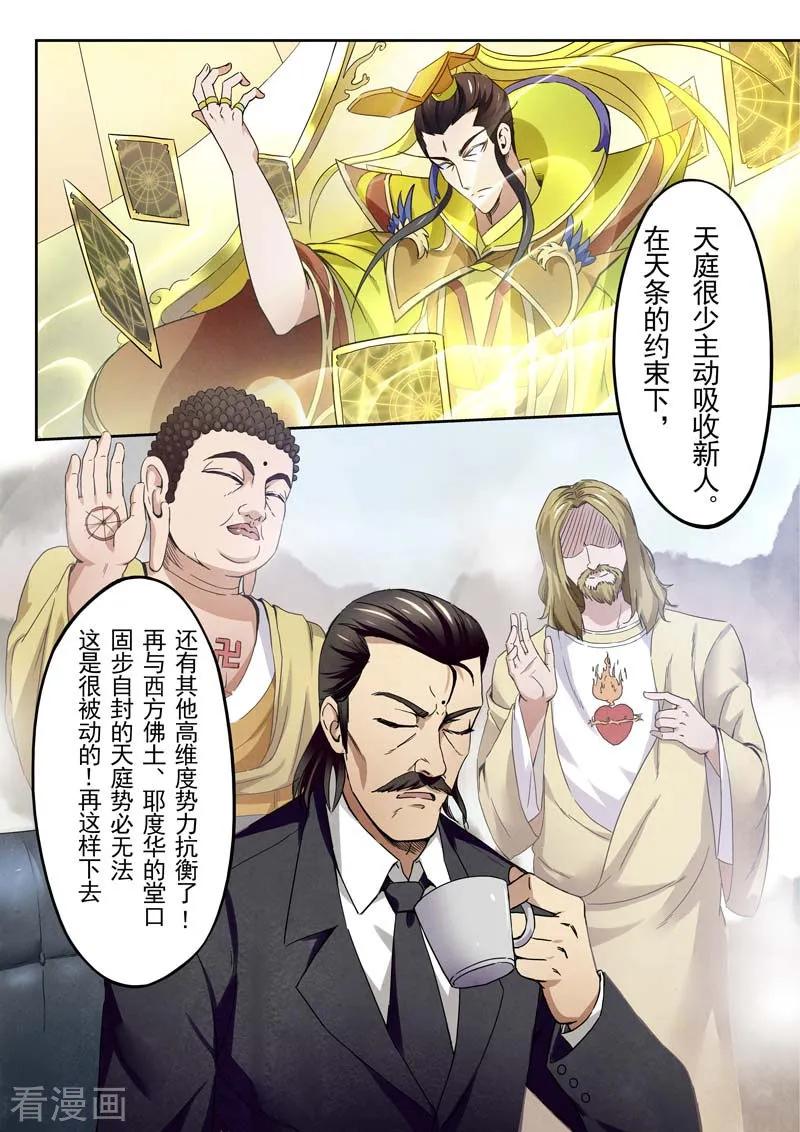 在天条的约束下，
天庭很少主动吸收新人。
这是很被动的！再这样下去
固步自封的天庭势必无法
再与西方佛土、耶度华的堂口
还有其他高维度势力抗衡了！
看漫画